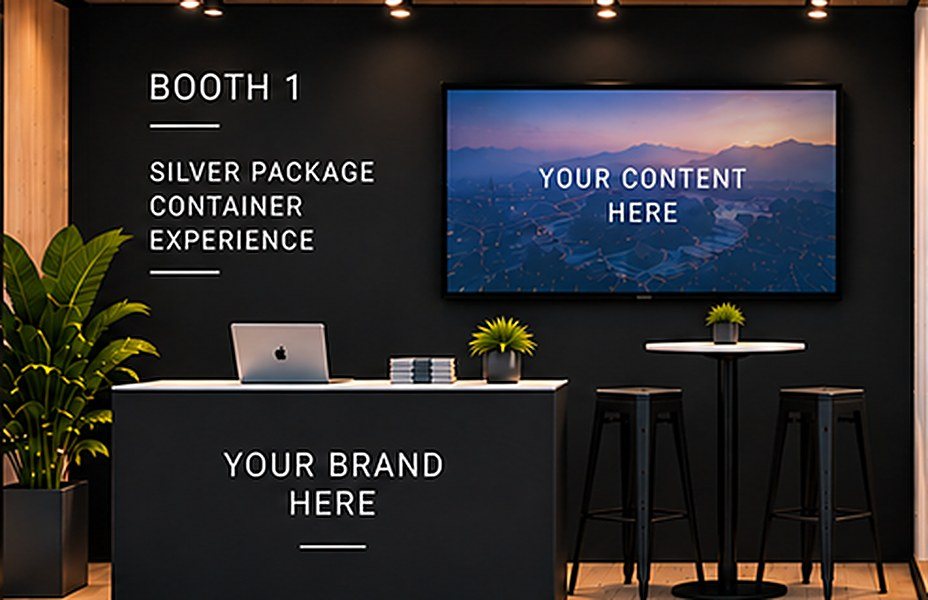 BOOTH 1
SILVER PACKAGE
CONTAINER
EXPERIENCE
YOUR CONTENT
HERE
YOUR BRAND
HERE